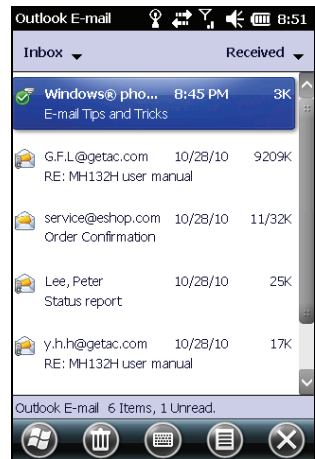 Outlook E-mail 8:51
Inbox Received
Windows® pho... 8:45 PM 3K
E-mail Tips and Tricks
G.F.L@getac.com 10/28/10 9209K
RE: MH132H user manual
service@eshop.com 10/28/10 11/32K
Order Confirmation
Lee, Peter 10/28/10 25K
Status report
y.h.h@getac.com 10/28/10 17K
RE: MH132H user manual
Outlook E-mail 6 Items, 1 Unread.